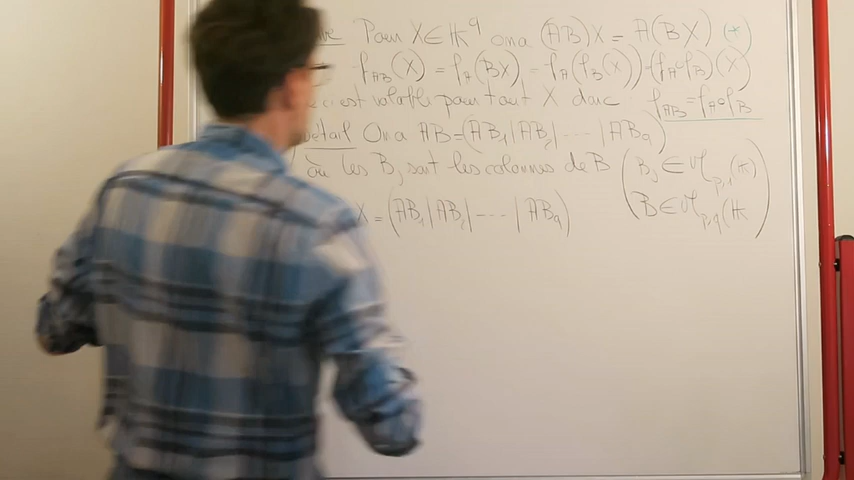 Pour X ∈ 𝕂^q on a (AB)X = A(BX) (*)
f_AB(X) = f_A(BX) = f_A(f_B(X)) = (f_A∘f_B)(X)
c'est valable pour tout X donc f_AB = f_A∘f_B
Détail On a AB = (AB_1|AB_2|----|AB_q)
où les B_j sont les colonnes de B (B_j ∈ M_p,1(𝕂)
X = (AB_1|AB_2|----|AB_q) B ∈ M_p,q(𝕂)